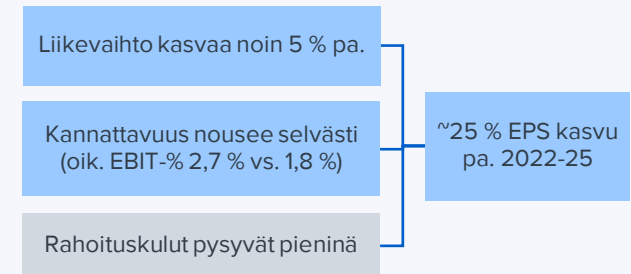 Liikevaihto kasvaa noin 5 % pa.
Kannattavuus nousee selvästi
(oik. EBIT-% 2,7 % vs. 1,8 %)
Rahoituskulut pysyvät pieninä
~25 % EPS kasvu
pa. 2022-25